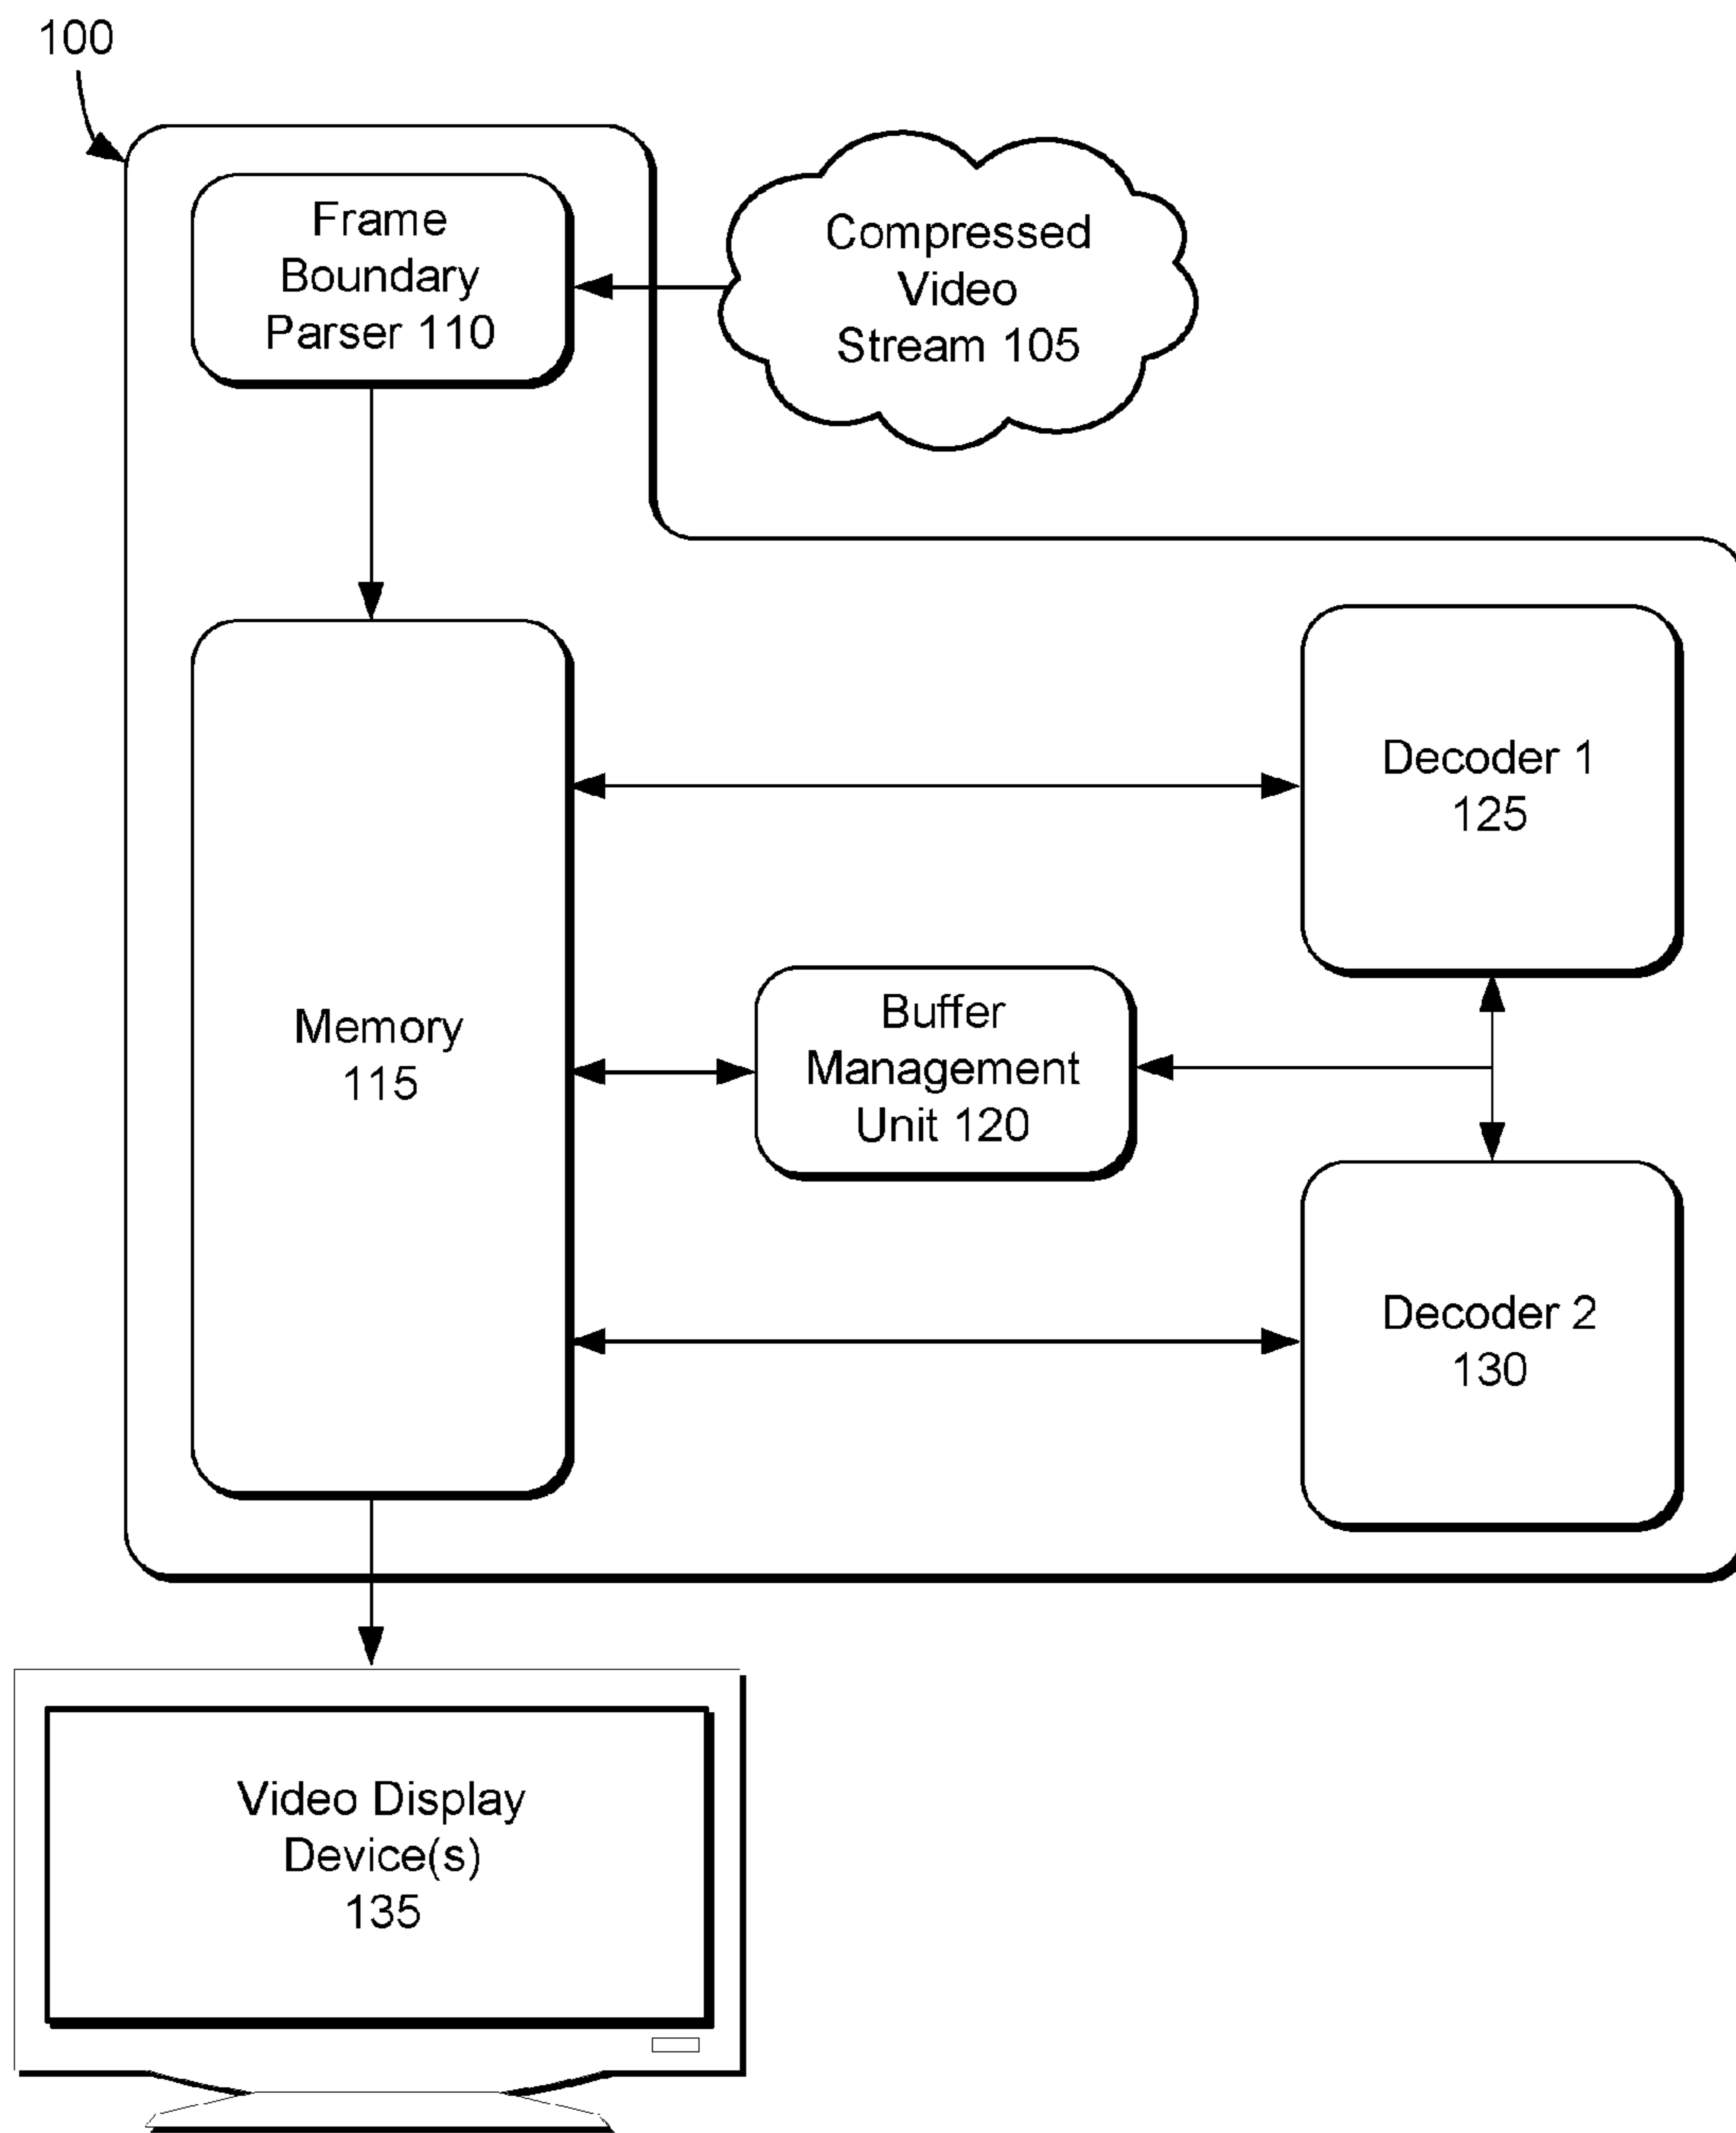 100
Frame
Boundary
Parser 110
Compressed
Video
Stream 105
Memory
115
Decoder 1
125
Buffer
Management
Unit 120
Decoder 2
130
Video Display
Device(s)
135